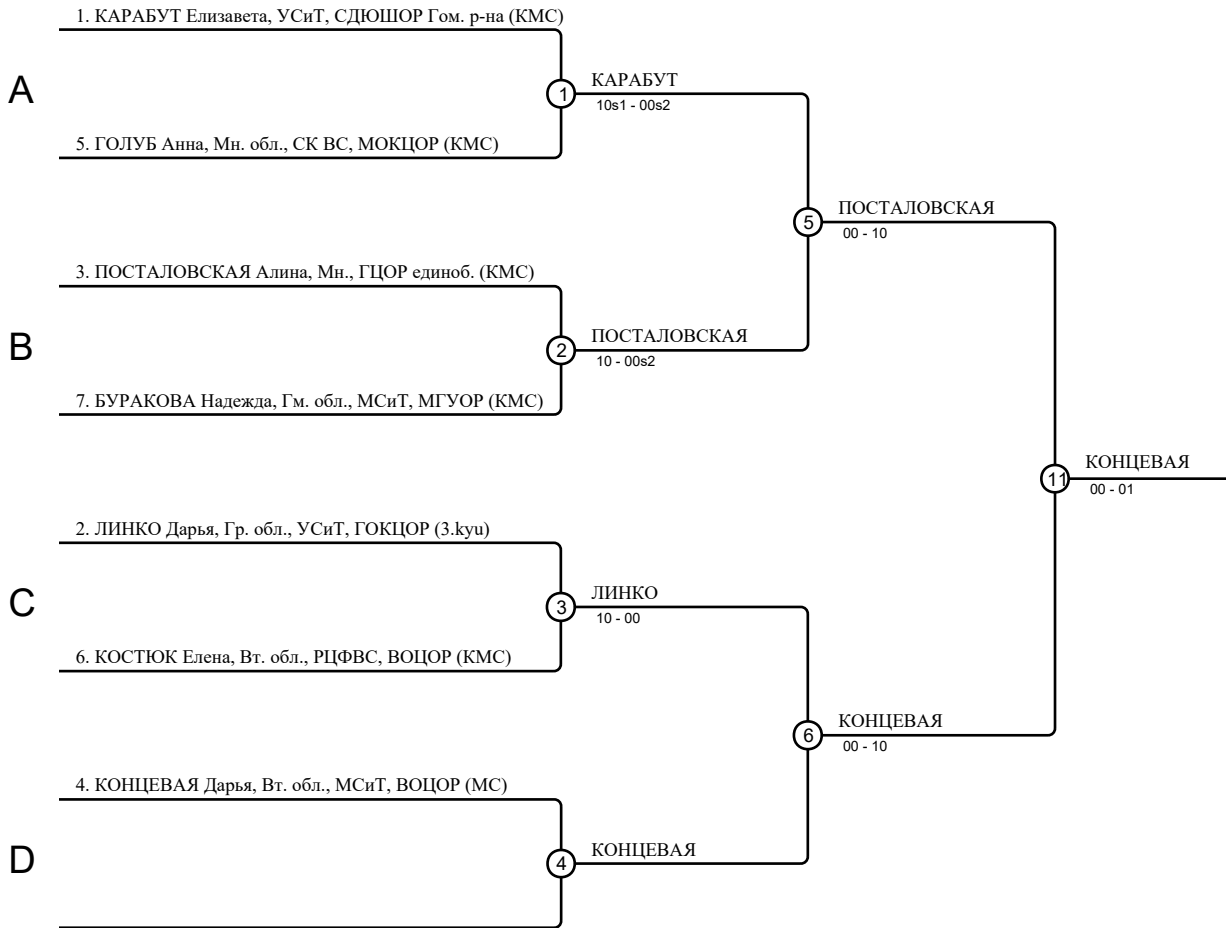 1. КАРАБУТ Елизавета, УСиТ, СДЮШОР Гом. р-на (КМС)
A
1
КАРАБУТ
10s1 - 00s2
5. ГОЛУБ Анна, Мн. обл., СК ВС, МОКЦОР (КМС)
5
ПОСТАЛОВСКАЯ
00 - 10
3. ПОСТАЛОВСКАЯ Алина, Мн., ГЦОР единоб. (КМС)
B
2
ПОСТАЛОВСКАЯ
10 - 00s2
7. БУРАКОВА Надежда, Гм. обл., МСиТ, МГУОР (КМС)
11
КОНЦЕВАЯ
00 - 01
2. ЛИНКО Дарья, Гр. обл., УСиТ, ГОКЦОР (3.kyu)
C
3
ЛИНКО
10 - 00
6. КОСТЮК Елена, Вт. обл., РЦФВС, ВОЦОР (КМС)
6
КОНЦЕВАЯ
00 - 10
4. КОНЦЕВАЯ Дарья, Вт. обл., МСиТ, ВОЦОР (МС)
D
4
КОНЦЕВАЯ